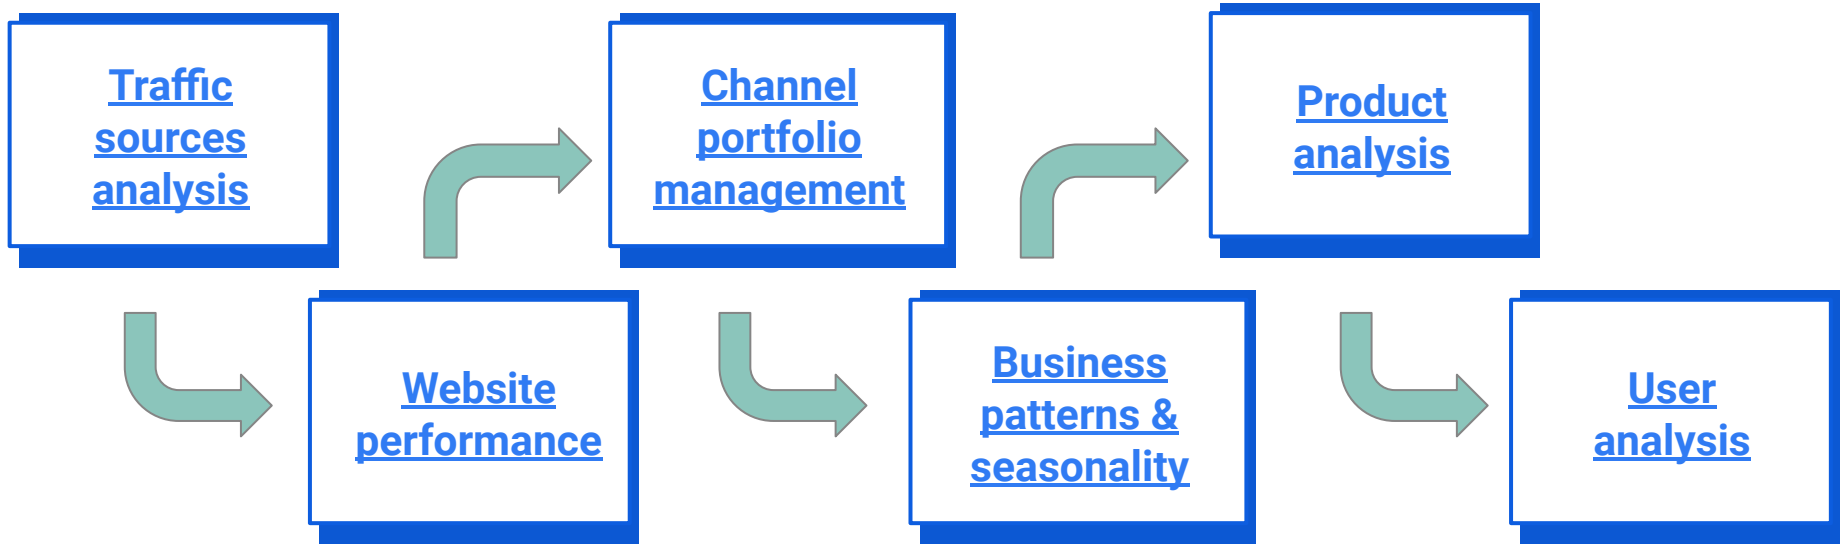 Traffic
sources
analysis
Website
performance
Channel
portfolio
management
Business
patterns &
seasonality
Product
analysis
User
analysis